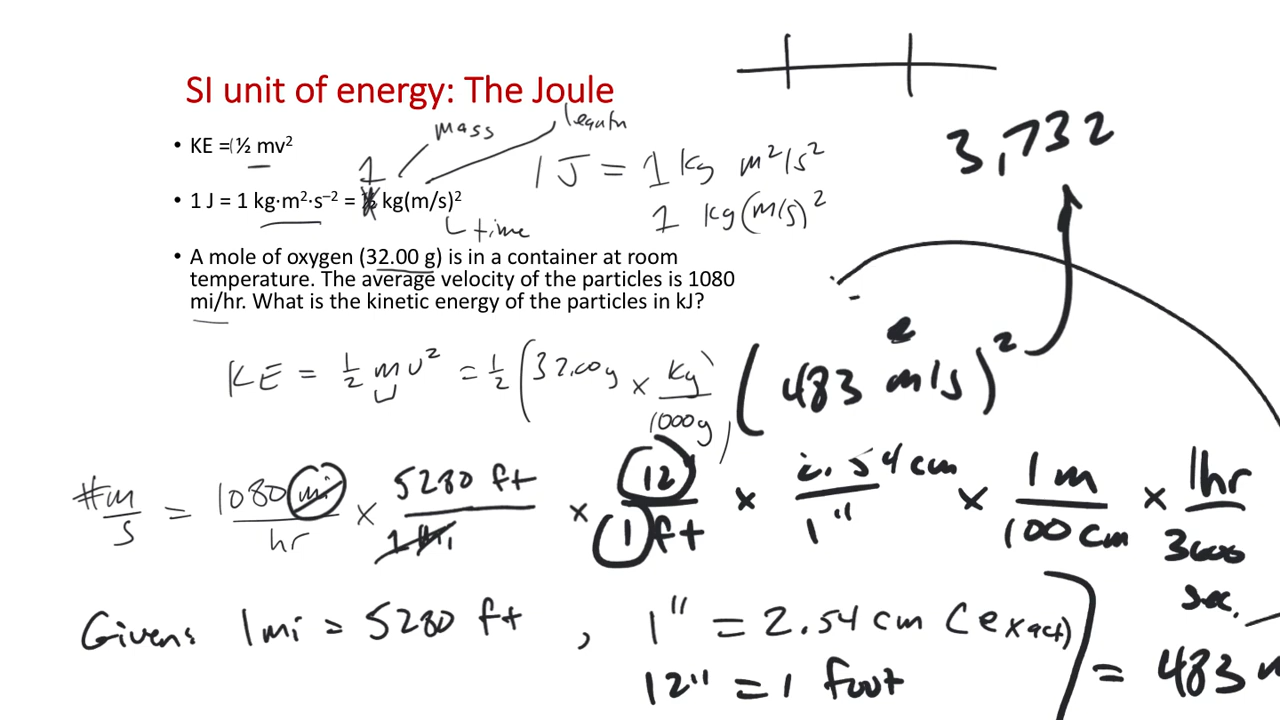 SI unit of energy: The Joule
mass
length
• KE = ½ mv²
1 J = 1 kg m²/s²
3,732
1
• 1 J = 1 kg·m²·s⁻² = kg(m/s)²
1 kg(m/s)²
time
• A mole of oxygen (32.00 g) is in a container at room
temperature. The average velocity of the particles is 1080
mi/hr. What is the kinetic energy of the particles in kJ?
KE = 1/2 mv² = 1/2 (32.00g × kg/1000g) (483 m/s)²
#m/s = 1080 mi/hr × 5280 ft/1 mi × 12/1 ft × 2.54 cm/1" × 1 m/100 cm × 1hr/3600 sec.
Givens 1 mi = 5280 ft , 1" = 2.54 cm (exact)
12" = 1 foot
= 483 m